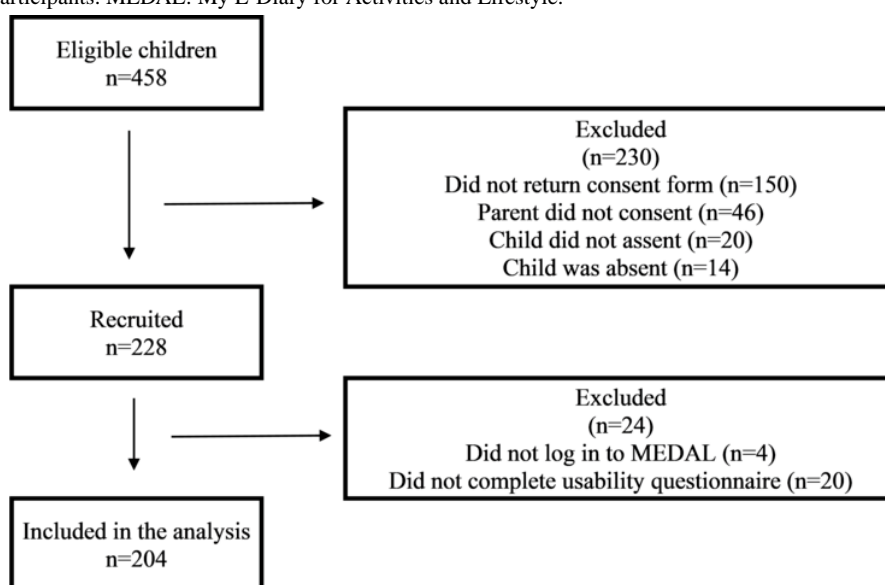 articipants. MEDAL: My E-Diary for Activities and Lifestyle.
Eligible children
n=458
Excluded
(n=230)
Did not return consent form (n=150)
Parent did not consent (n=46)
Child did not assent (n=20)
Child was absent (n=14)
Recruited
n=228
Excluded
(n=24)
Did not log in to MEDAL (n=4)
Did not complete usability questionnaire (n=20)
Included in the analysis
n=204